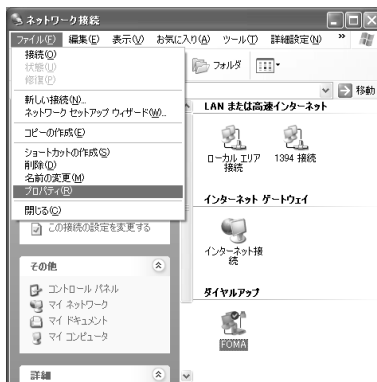 ネットワーク接続
ファイル(F) 編集(E) 表示(V) お気に入り(A) ツール(T) 詳細設定(N) »
接続(O)
状態(U)
修復(P)
新しい接続(N)...
ネットワーク セットアップ ウィザード(W)...
コピーの作成(C)
ショートカットの作成(S)
削除(D)
名前の変更(M)
プロパティ(R)
閉じる(C)
フォルダ
移動
この接続の設定を変更する
その他
コントロール パネル
マイ ネットワーク
マイ ドキュメント
マイ コンピュータ
詳細
LAN または高速インターネット
ローカル エリア接続
1394 接続
インターネット ゲートウェイ
インターネット接続
ダイヤルアップ
FOMA